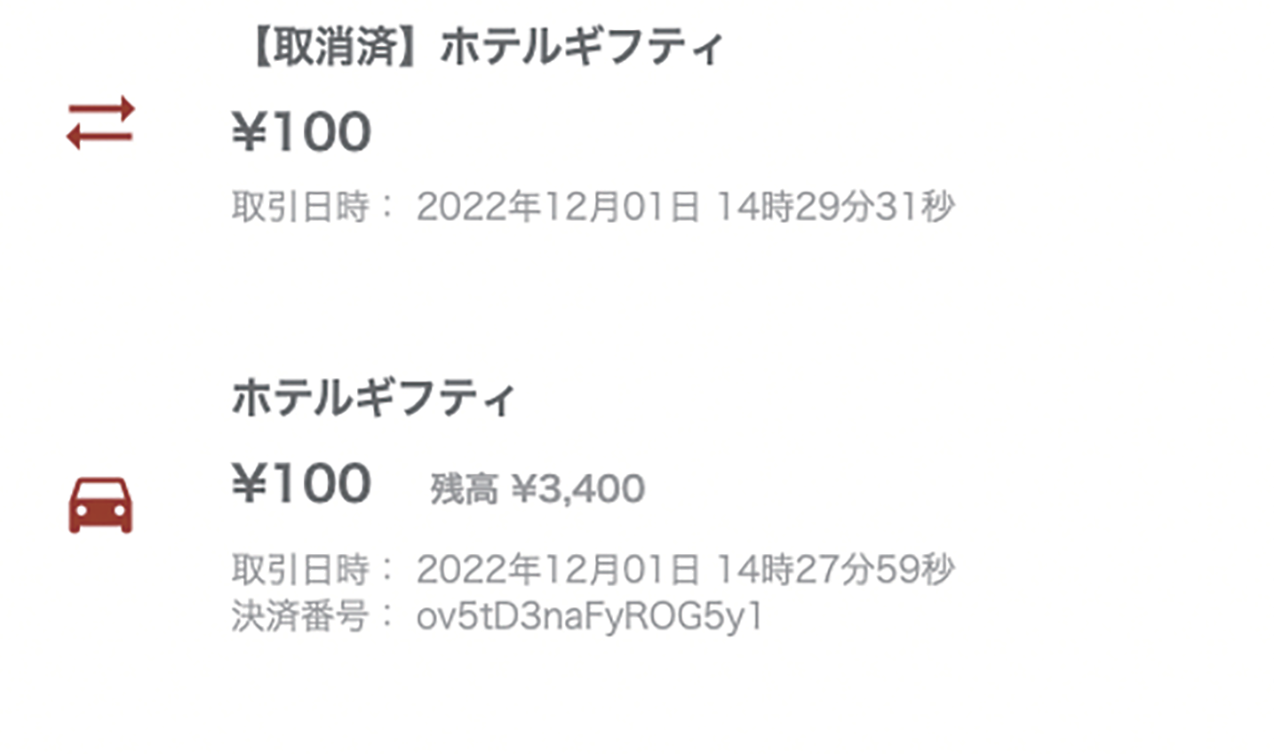 【取消済】ホテルギフティ
¥100
取引日時： 2022年12月01日 14時29分31秒
ホテルギフティ
¥100 残高 ¥3,400
取引日時： 2022年12月01日 14時27分59秒
決済番号： ov5tD3naFyROG5y1